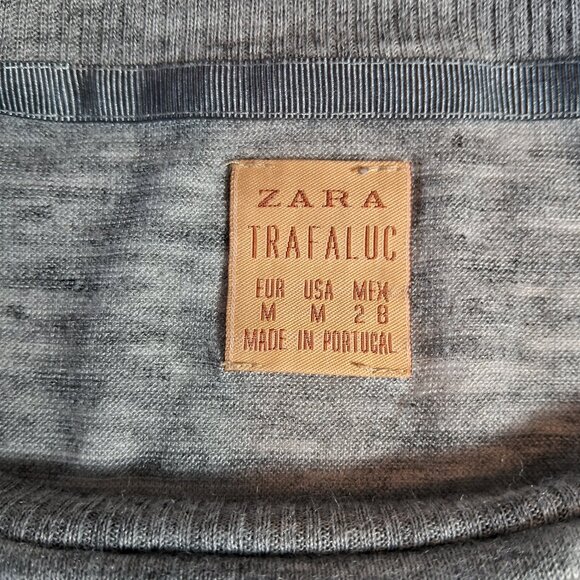 ZARA
TRAFALUC
EUR USA MEX
M M 28
MADE IN PORTUGAL